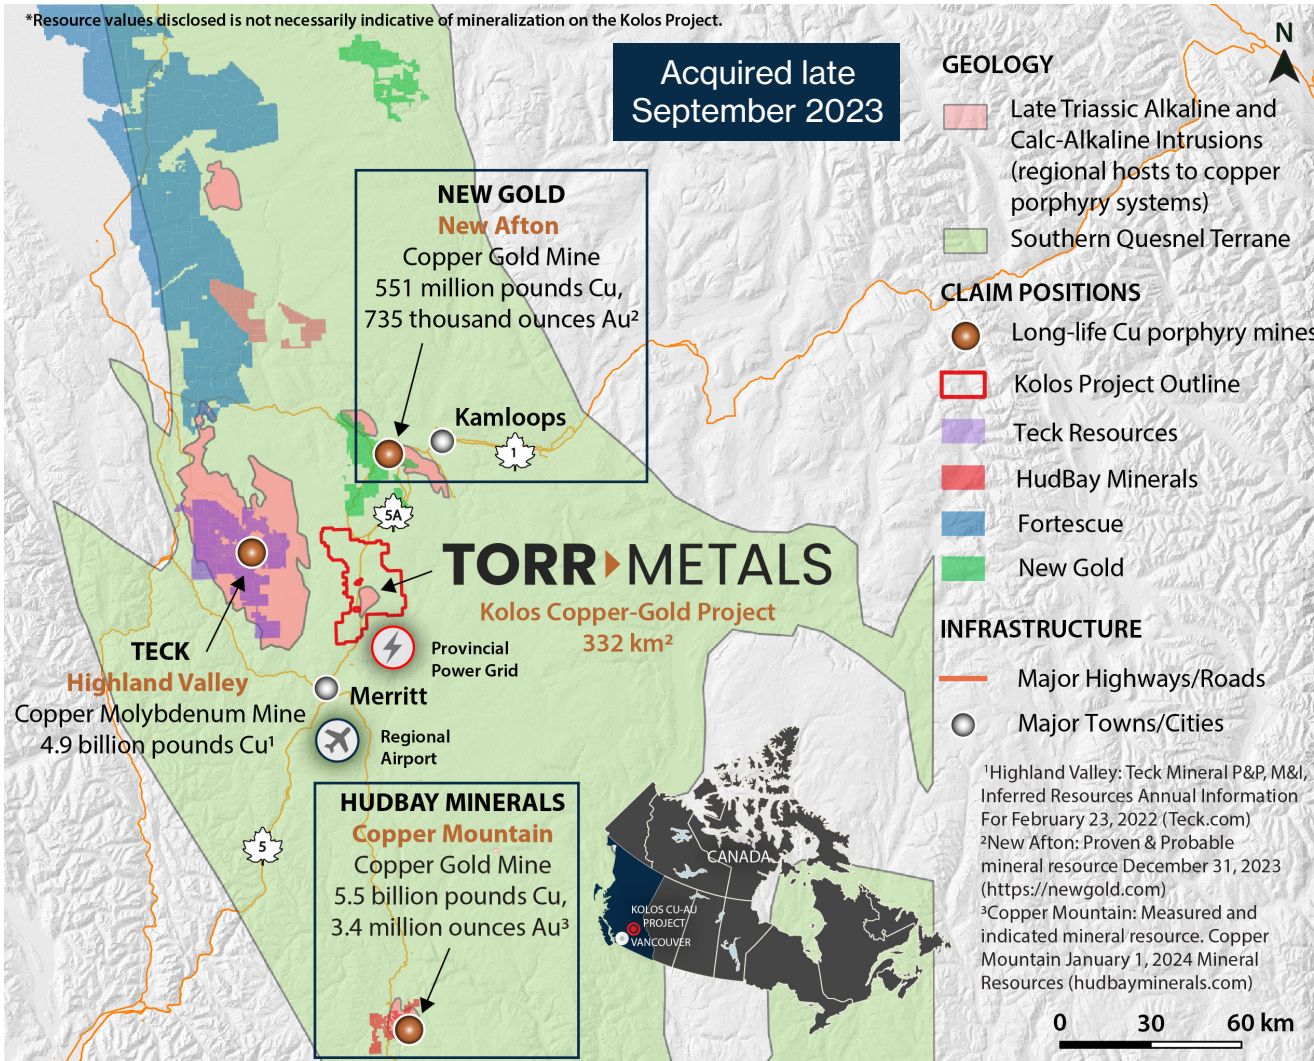 *Resource values disclosed is not necessarily indicative of mineralization on the Kolos Project.
Acquired late
September 2023
N
NEW GOLD
New Afton
Copper Gold Mine
551 million pounds Cu,
735 thousand ounces Au²
Kamloops
1
5A
TORR METALS
Kolos Copper-Gold Project
332 km²
Provincial
Power Grid
TECK
Highland Valley
Copper Molybdenum Mine
4.9 billion pounds Cu¹
Merritt
Regional
Airport
5
HUDBAY MINERALS
Copper Mountain
Copper Gold Mine
5.5 billion pounds Cu,
3.4 million ounces Au³
CANADA
KOLOS CU-AU
PROJECT
VANCOUVER
GEOLOGY
Late Triassic Alkaline and
Calc-Alkaline Intrusions
(regional hosts to copper
porphyry systems)
Southern Quesnel Terrane
CLAIM POSITIONS
Long-life Cu porphyry mines
Kolos Project Outline
Teck Resources
HudBay Minerals
Fortescue
New Gold
INFRASTRUCTURE
Major Highways/Roads
Major Towns/Cities
¹Highland Valley: Teck Mineral P&P, M&I,
Inferred Resources Annual Information
For February 23, 2022 (Teck.com)
²New Afton: Proven & Probable
mineral resource December 31, 2023
(https://newgold.com)
³Copper Mountain: Measured and
indicated mineral resource. Copper
Mountain January 1, 2024 Mineral
Resources (hudbayminerals.com)
0 30 60 km